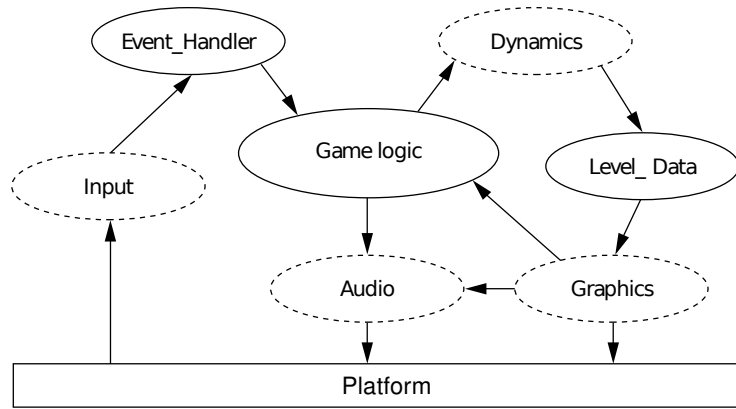 Event_Handler
Dynamics
Game logic
Level_ Data
Input
Audio
Graphics
Platform